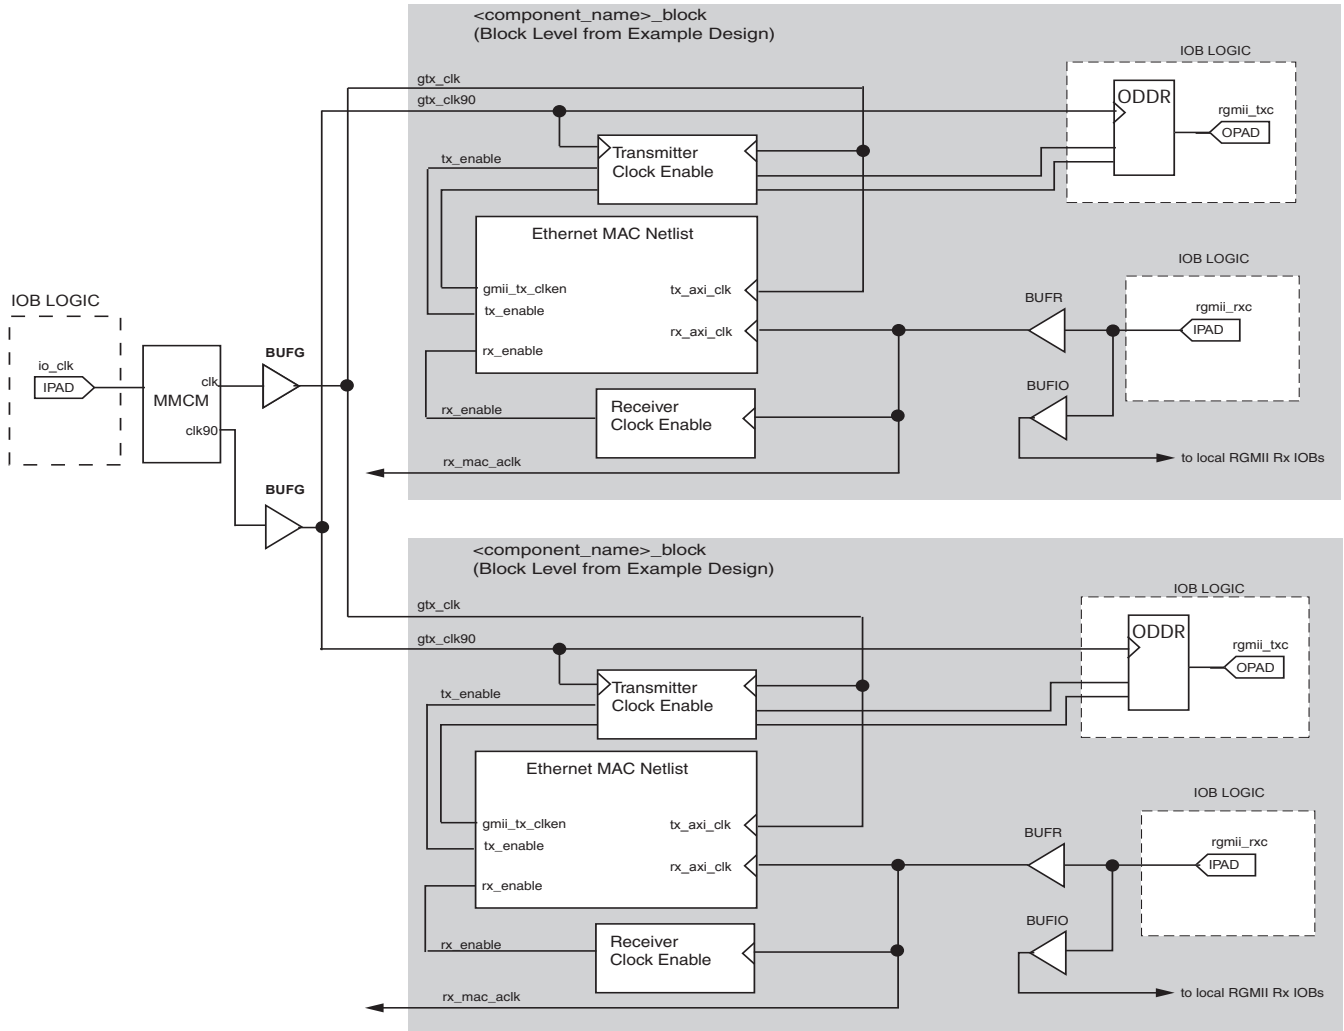 <component_name>_block
(Block Level from Example Design)
IOB LOGIC
gtx_clk
gtx_clk90
ODDR
rgmii_txc
OPAD
tx_enable
Transmitter
Clock Enable
Ethernet MAC Netlist
gmii_tx_clken
tx_axi_clk
tx_enable
rx_axi_clk
rx_enable
IOB LOGIC
BUFR
rgmii_rxc
IPAD
BUFIO
rx_enable
Receiver
Clock Enable
rx_mac_aclk
to local RGMII Rx IOBs
IOB LOGIC
io_clk
IPAD
MMCM
clk
clk90
BUFG
BUFG
<component_name>_block
(Block Level from Example Design)
IOB LOGIC
gtx_clk
gtx_clk90
ODDR
rgmii_txc
OPAD
tx_enable
Transmitter
Clock Enable
Ethernet MAC Netlist
gmii_tx_clken
tx_axi_clk
tx_enable
rx_axi_clk
rx_enable
IOB LOGIC
BUFR
rgmii_rxc
IPAD
BUFIO
rx_enable
Receiver
Clock Enable
rx_mac_aclk
to local RGMII Rx IOBs